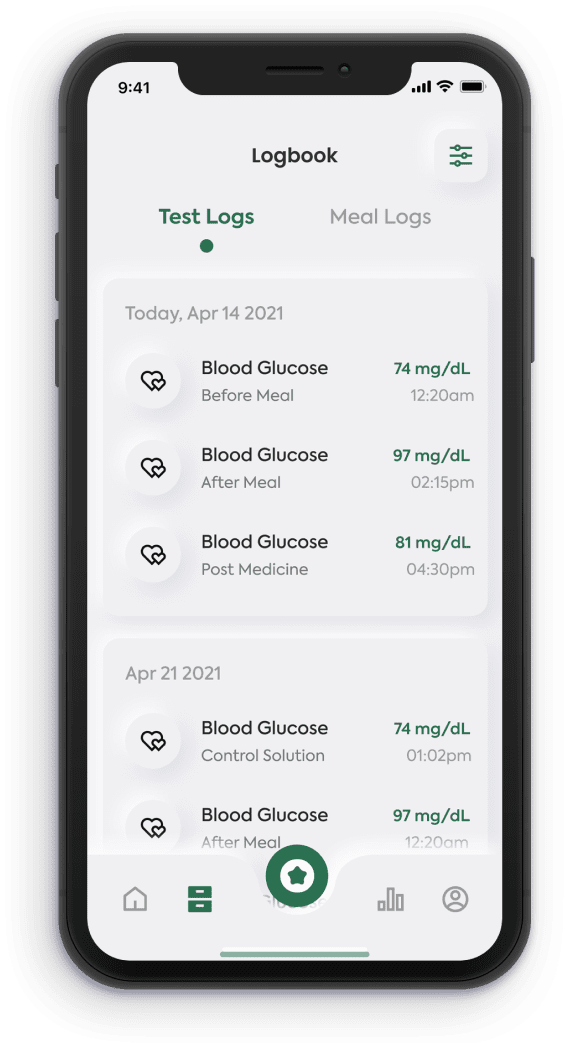 9:41
Logbook
Test Logs Meal Logs
Today, Apr 14 2021
Blood Glucose 74 mg/dL
Before Meal 12:20am
Blood Glucose 97 mg/dL
After Meal 02:15pm
Blood Glucose 81 mg/dL
Post Medicine 04:30pm
Apr 21 2021
Blood Glucose 74 mg/dL
Control Solution 01:02pm
Blood Glucose 97 mg/dL
After Meal 12:20am